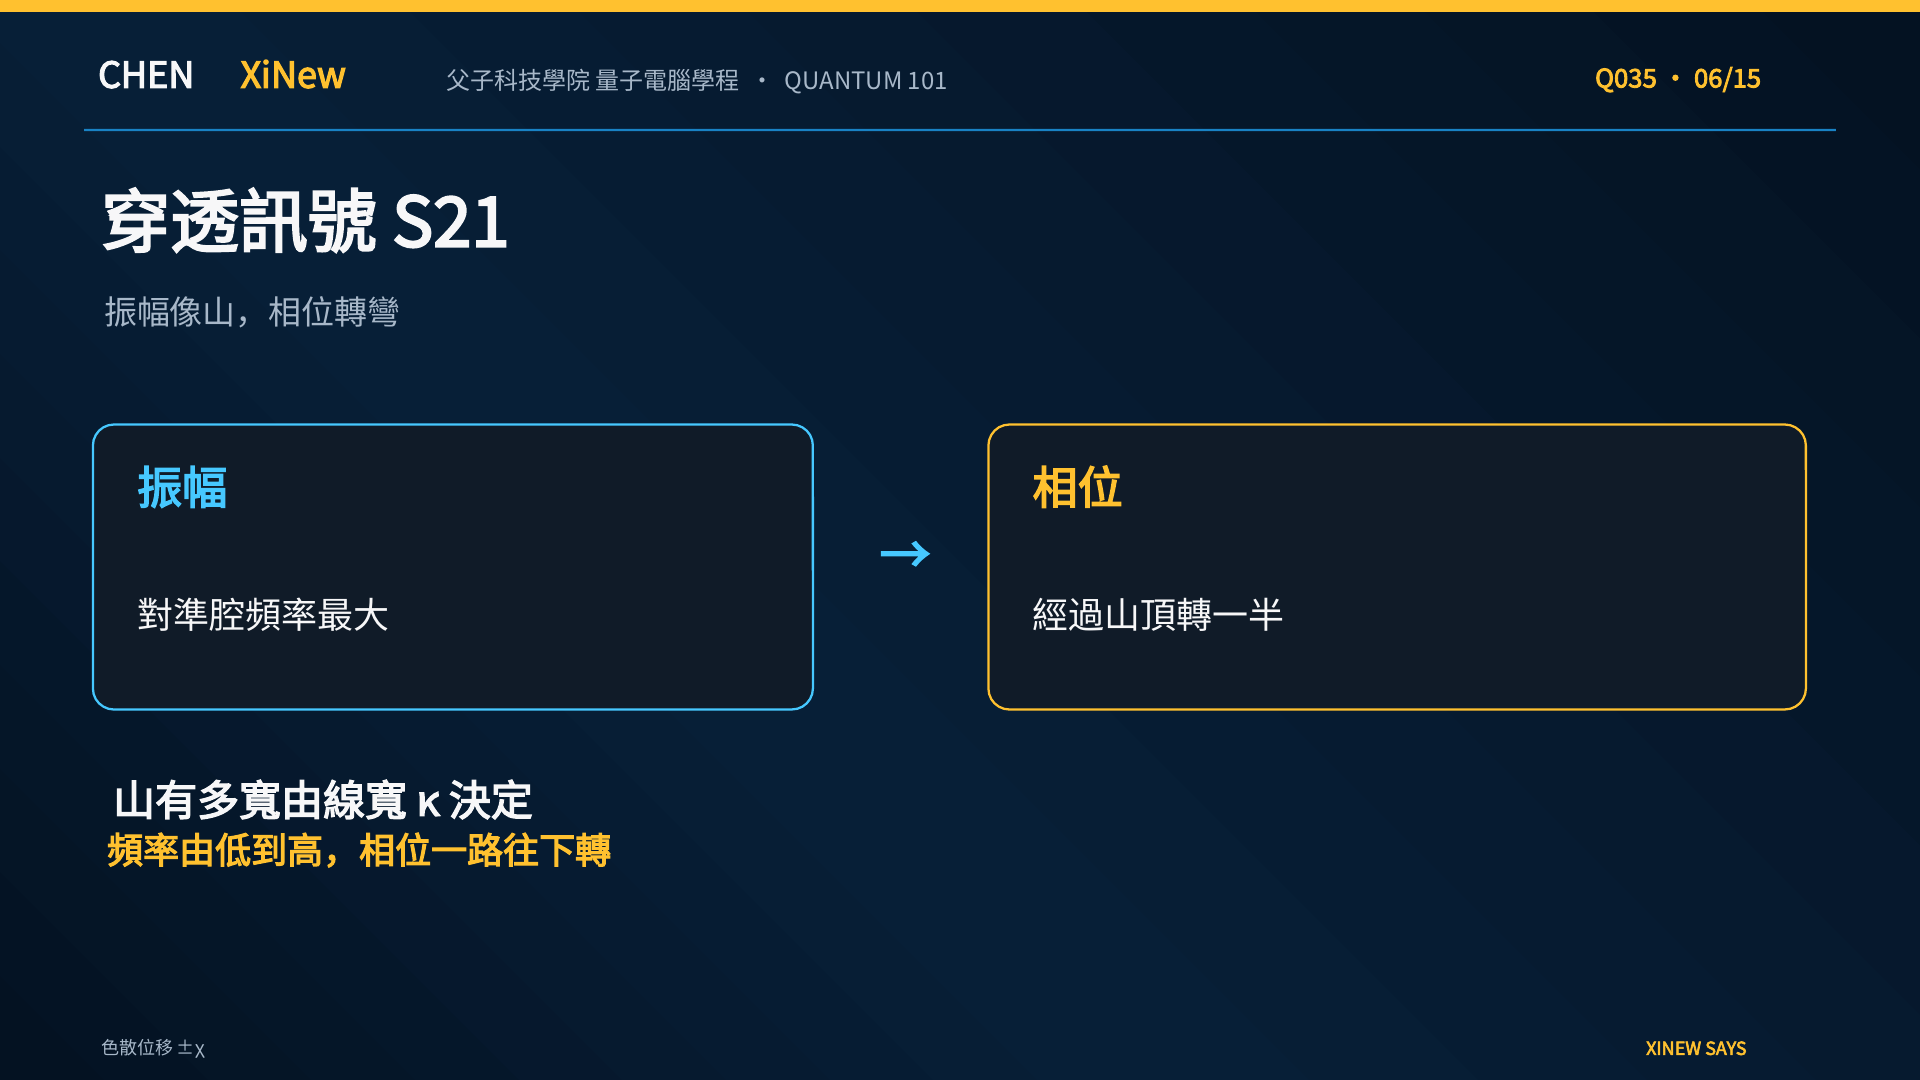 CHEN XiNew 父子科技學院 量子電腦學程 · QUANTUM 101 Q035 · 06/15
穿透訊號 S21
振幅像山，相位轉彎
振幅
對準腔頻率最大
→
相位
經過山頂轉一半
山有多寬由線寬 κ 決定
頻率由低到高，相位一路往下轉
色散位移 ±χ
XINEW SAYS